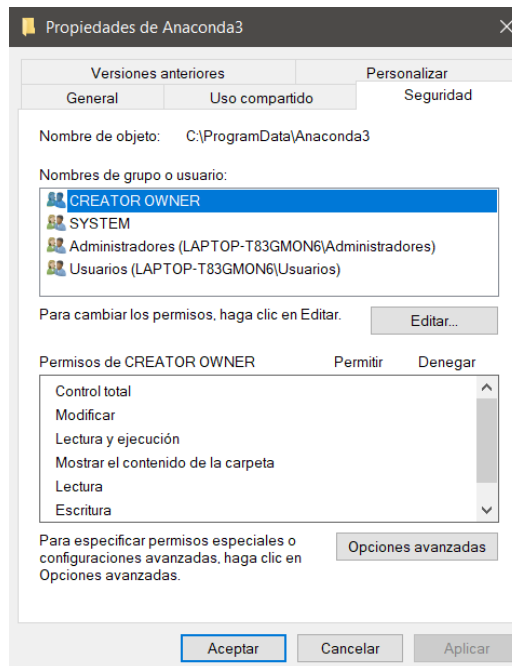 Propiedades de Anaconda3
Versiones anteriores
Personalizar
General
Uso compartido
Seguridad
Nombre de objeto: C:\ProgramData\Anaconda3
Nombres de grupo o usuario:
CREATOR OWNER
SYSTEM
Administradores (LAPTOP-T83GMON6\Administradores)
Usuarios (LAPTOP-T83GMON6\Usuarios)
Para cambiar los permisos, haga clic en Editar.
Editar...
Permisos de CREATOR OWNER Permitir Denegar
Control total
Modificar
Lectura y ejecución
Mostrar el contenido de la carpeta
Lectura
Escritura
Para especificar permisos especiales o
configuraciones avanzadas, haga clic en
Opciones avanzadas.
Opciones avanzadas
Aceptar
Cancelar
Aplicar